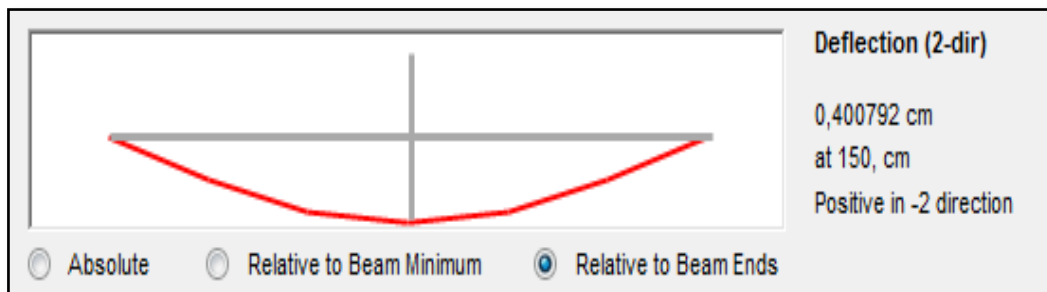 Deflection (2-dir)
0,400792 cm
at 150, cm
Positive in -2 direction
Absolute
Relative to Beam Minimum
Relative to Beam Ends